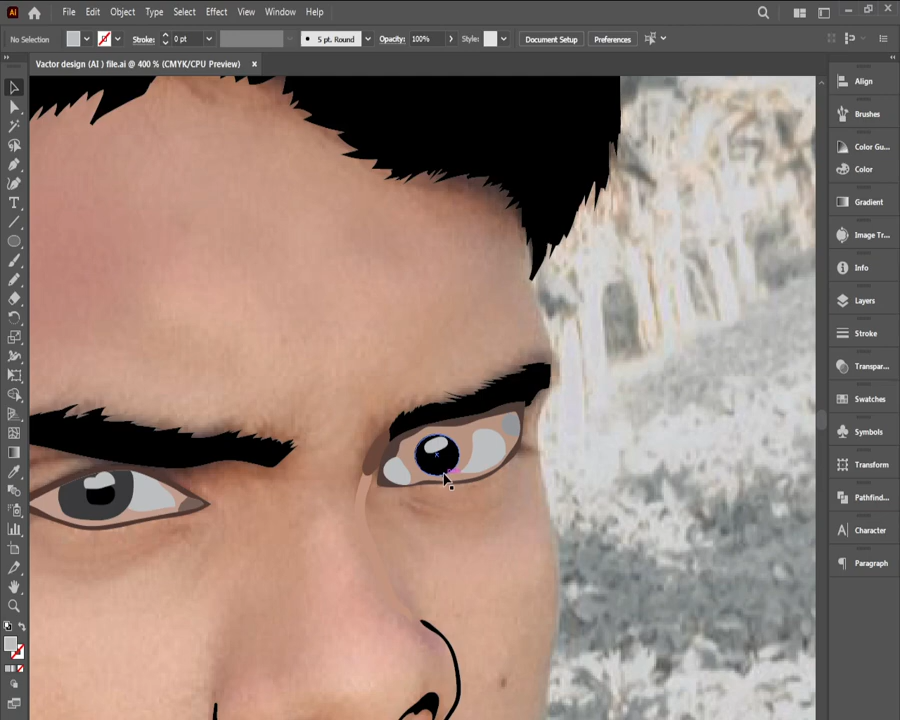 Ai File Edit Object Type Select Effect View Window Help
No Selection Stroke: 0 pt 5 pt. Round Opacity: 100% Style: Document Setup Preferences
Vactor design (AI ) file.ai @ 400 % (CMYK/CPU Preview)
Align
Brushes
Color Gu...
Color
Gradient
Image Tr...
Info
Layers
Stroke
Transpar...
Swatches
Symbols
Transform
Pathfind...
Character
Paragraph